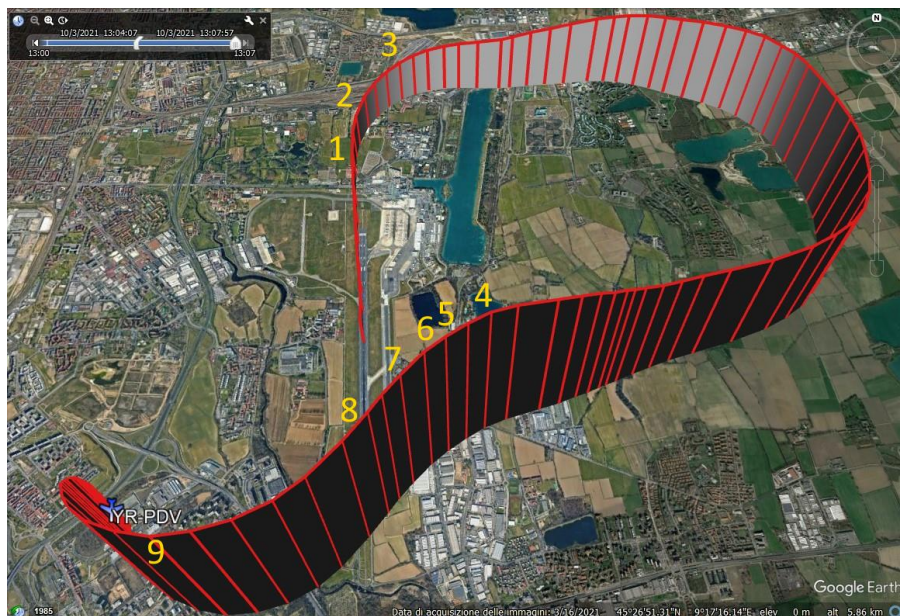 10/3/2021 13:04:07 10/3/2021 13:07:57
13:00 13:07
N
3
2
1
4
5
6
7
8
YR-PDV
9
Google Earth
1985 Data di acquisizione delle immagini: 3/16/2021 45°26'51.31"N 9°17'16.14"E elev 0 m alt 5.86 km